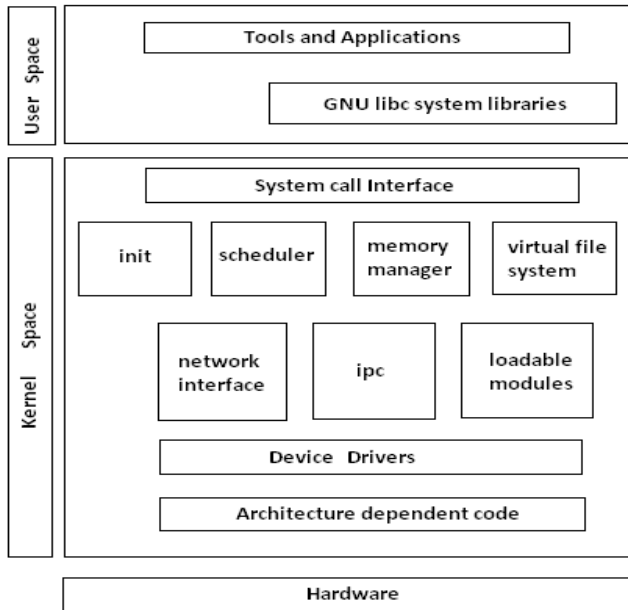 User Space
Tools and Applications
GNU libc system libraries
Kernel Space
System call Interface
init
scheduler
memory
manager
virtual file
system
network
interface
ipc
loadable
modules
Device Drivers
Architecture dependent code
Hardware